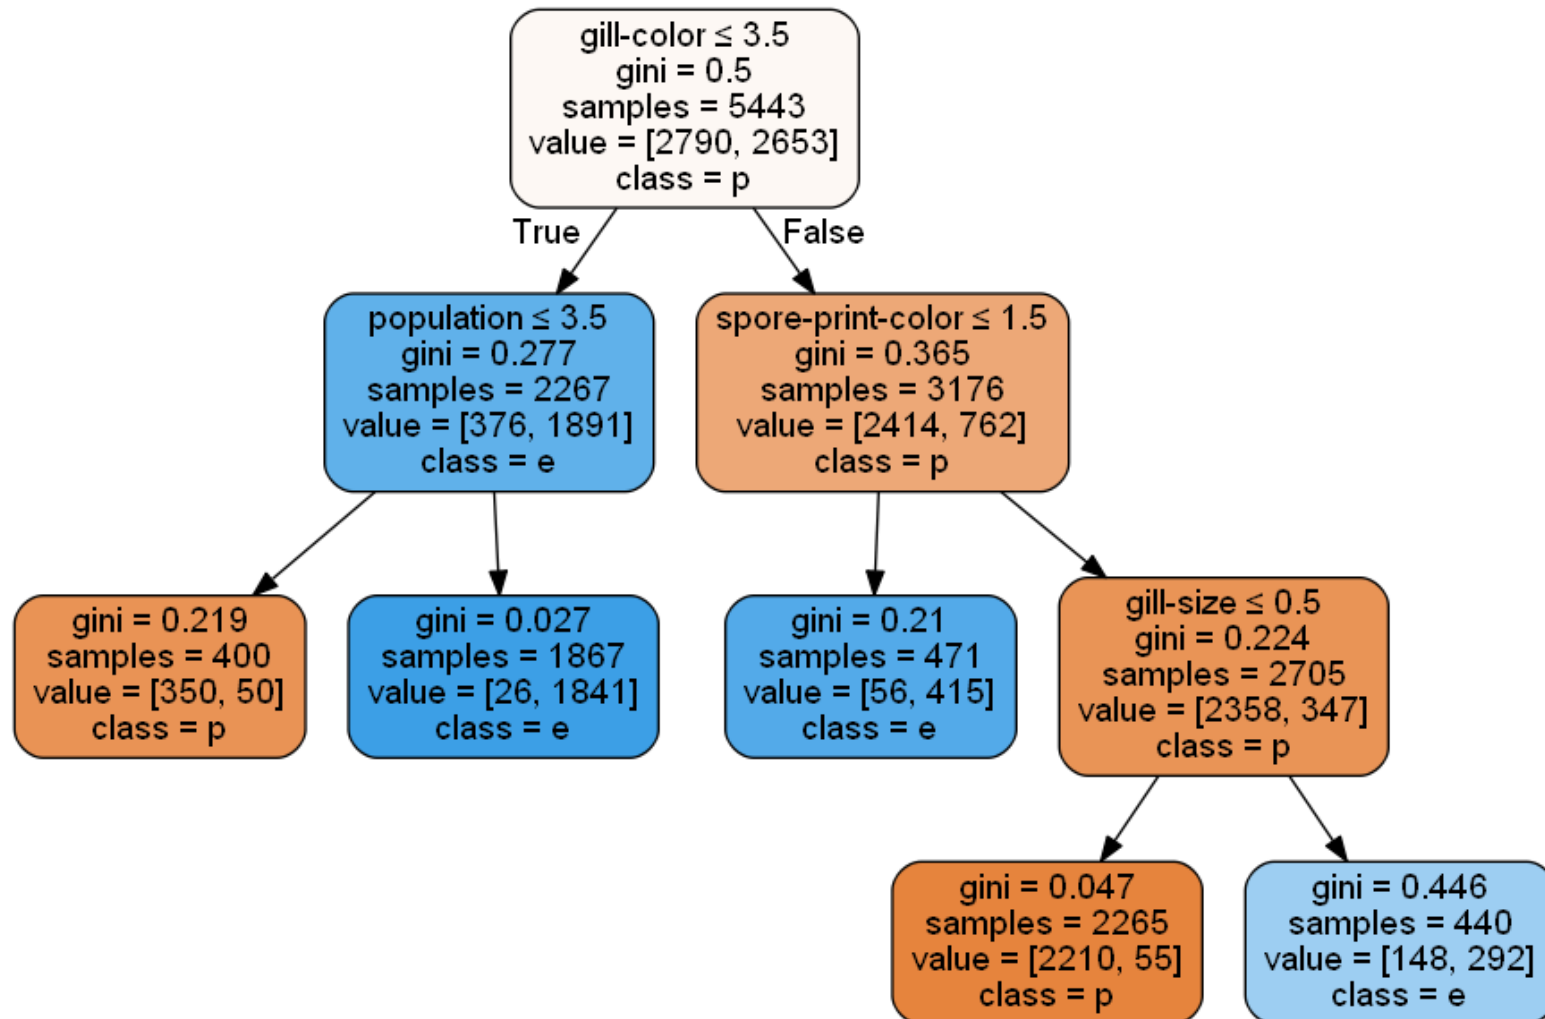 gill-color ≤ 3.5
gini = 0.5
samples = 5443
value = [2790, 2653]
class = p
True
False
population ≤ 3.5
gini = 0.277
samples = 2267
value = [376, 1891]
class = e
spore-print-color ≤ 1.5
gini = 0.365
samples = 3176
value = [2414, 762]
class = p
gini = 0.219
samples = 400
value = [350, 50]
class = p
gini = 0.027
samples = 1867
value = [26, 1841]
class = e
gini = 0.21
samples = 471
value = [56, 415]
class = e
gill-size ≤ 0.5
gini = 0.224
samples = 2705
value = [2358, 347]
class = p
gini = 0.047
samples = 2265
value = [2210, 55]
class = p
gini = 0.446
samples = 440
value = [148, 292]
class = e